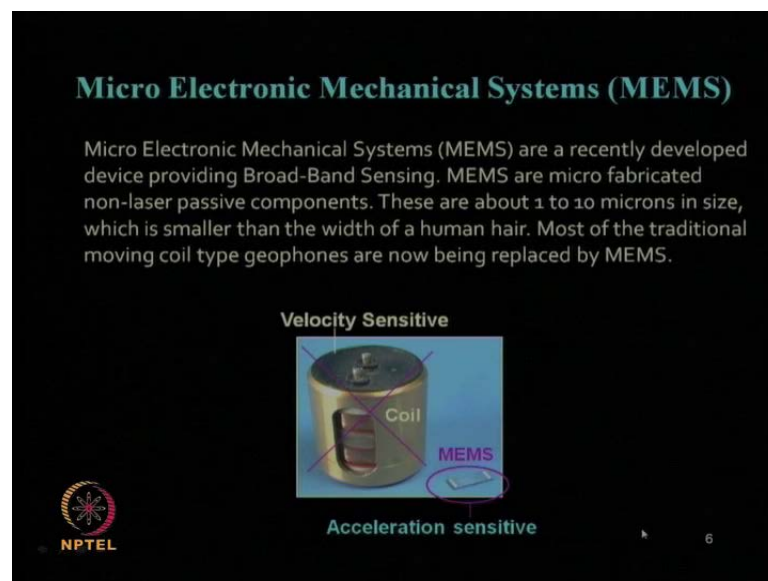 Micro Electronic Mechanical Systems (MEMS)
Micro Electronic Mechanical Systems (MEMS) are a recently developed
device providing Broad-Band Sensing. MEMS are micro fabricated
non-laser passive components. These are about 1 to 10 microns in size,
which is smaller than the width of a human hair. Most of the traditional
moving coil type geophones are now being replaced by MEMS.
Velocity Sensitive
Coil
MEMS
Acceleration sensitive
NPTEL
6